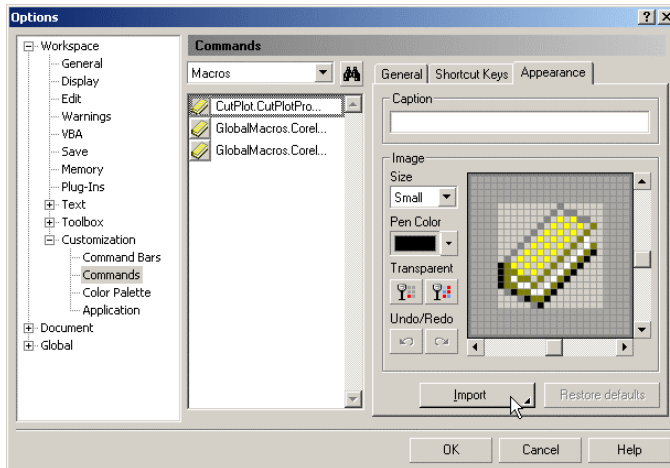 Options
Workspace
General
Display
Edit
Warnings
VBA
Save
Memory
Plug-Ins
Text
Toolbox
Customization
Command Bars
Commands
Color Palette
Application
Document
Global
Commands
Macros
CutPlot.CutPlotPro...
GlobalMacros.Corel...
GlobalMacros.Corel...
General Shortcut Keys Appearance
Caption
Image
Size
Small
Pen Color
Transparent
Undo/Redo
Import Restore defaults
OK Cancel Help